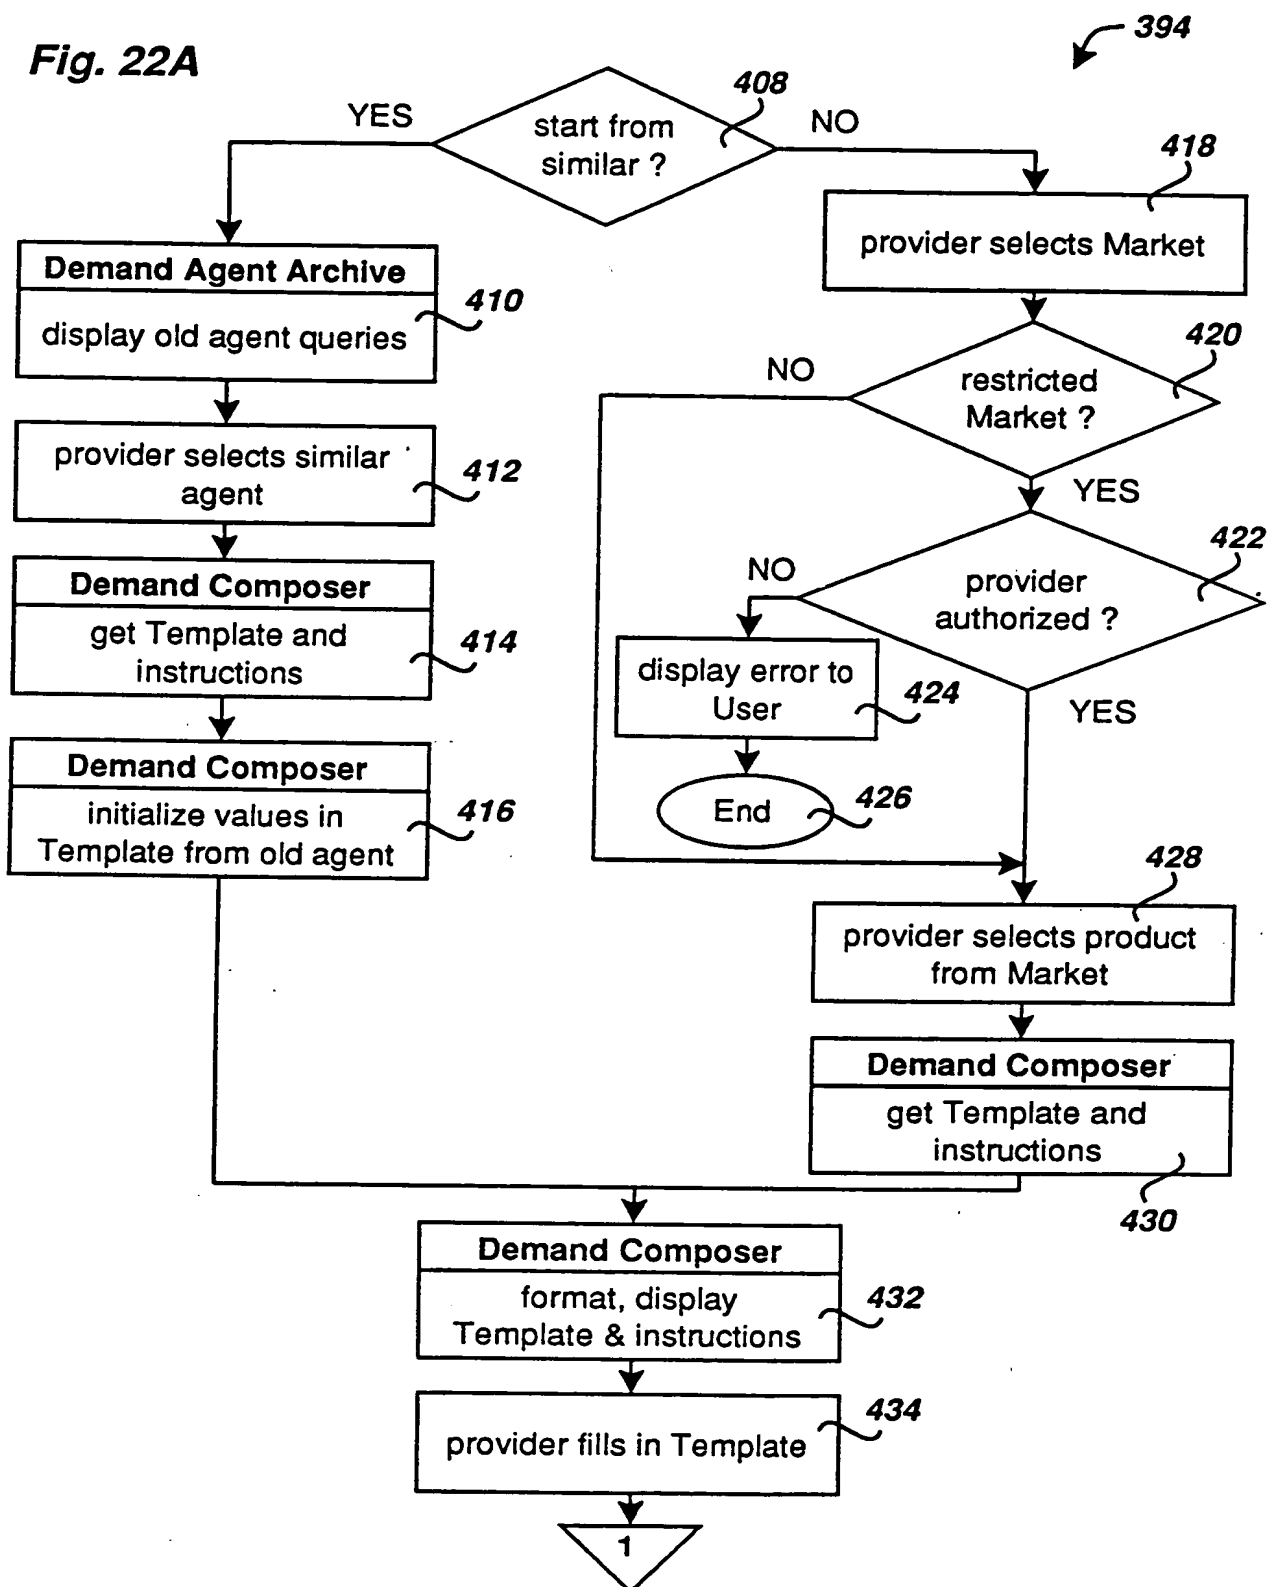 Fig. 22A
394
408
YES
start from
similar ?
NO
418
provider selects Market
Demand Agent Archive
display old agent queries
410
420
NO
restricted
Market ?
YES
provider selects similar
agent
412
422
NO
provider
authorized ?
YES
Demand Composer
get Template and
instructions
414
display error to
User
424
Demand Composer
initialize values in
Template from old agent
416
End
426
428
provider selects product
from Market
Demand Composer
get Template and
instructions
430
Demand Composer
format, display
Template & instructions
432
provider fills in Template
434
1